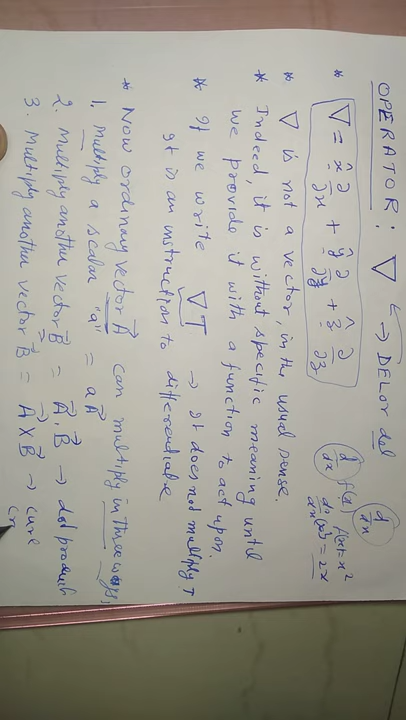 OPERATOR: ∇ → DEL or del
* ∇ = x̂ ∂/∂x + ŷ ∂/∂y + ẑ ∂/∂z
d/dx
d/dx f(x) f(x) = x²
d/dx (x²) = 2x
* ∇ is not a vector, in the usual sense.
* Indeed, it is without specific meaning until
we provide it with a function to act upon.
* If we write ∇T → It does not multiply T
It is an instruction to differentiate
* Now ordinary vector A⃗ can multiply in three ways;
1. Multiply a scalar "a" = a A⃗
2. Multiply another vector B⃗ = A⃗ . B⃗ → dot product
3. Multiply another vector B⃗ = A⃗ × B⃗ →